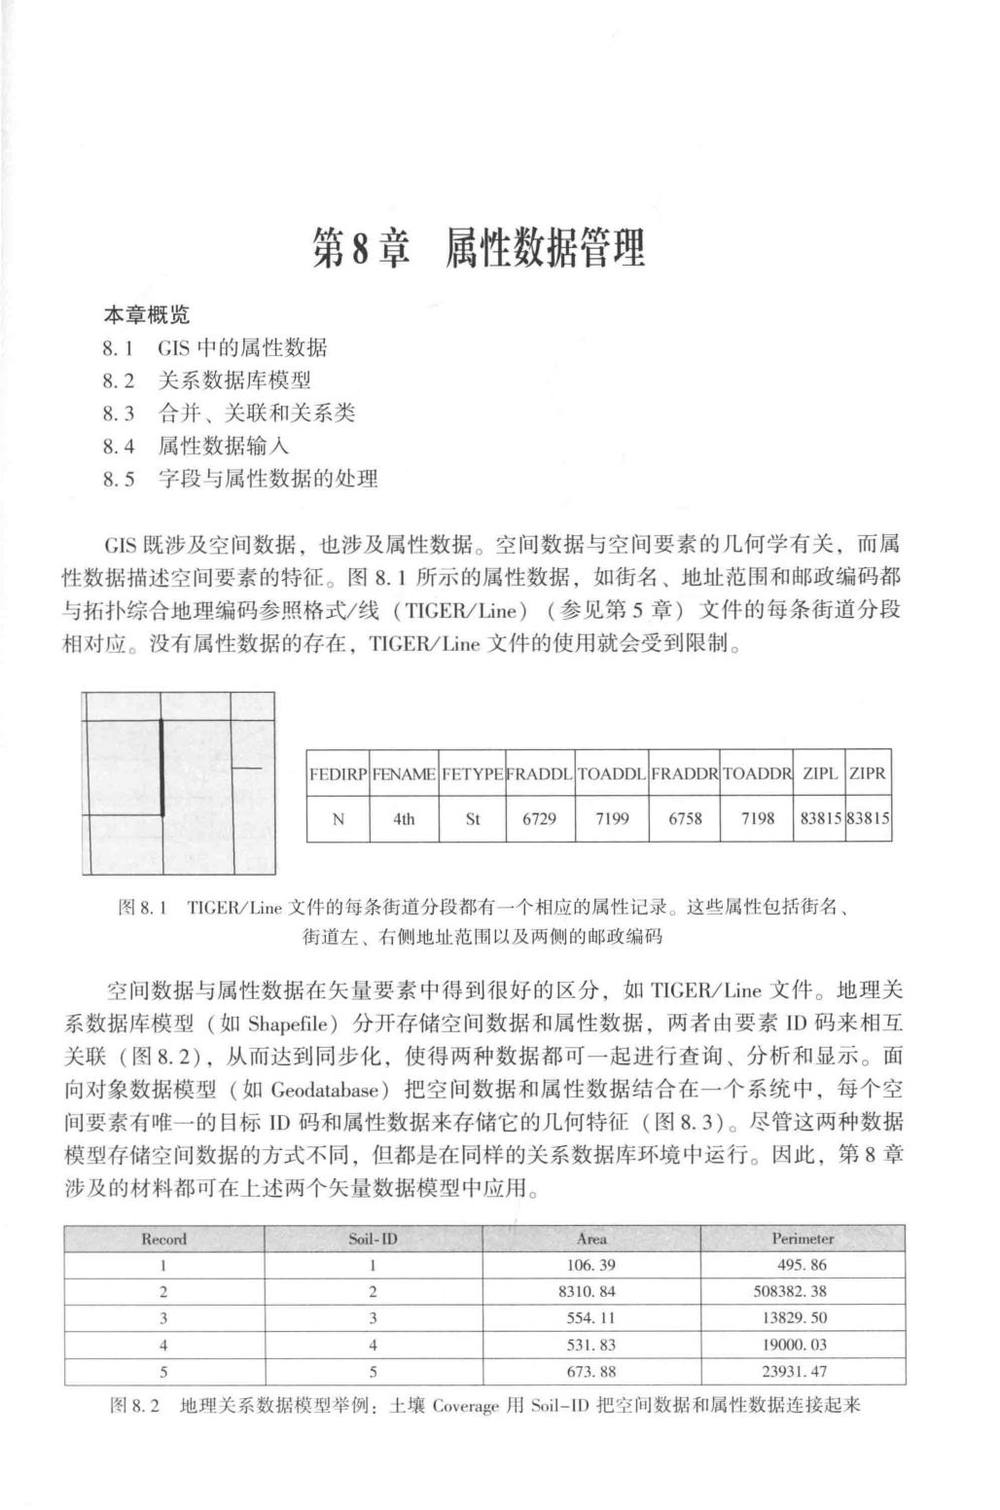 第8章 属性数据管理
本章概览
8.1 GIS 中的属性数据
8.2 关系数据库模型
8.3 合并、关联和关系类
8.4 属性数据输入
8.5 字段与属性数据的处理
GIS 既涉及空间数据，也涉及属性数据。空间数据与空间要素的几何学有关，而属
性数据描述空间要素的特征。图 8.1 所示的属性数据，如街名、地址范围和邮政编码都
与拓扑综合地理编码参照格式/线（TIGER/Line）（参见第 5 章）文件的每条街道分段
相对应。没有属性数据的存在，TIGER/Line 文件的使用就会受到限制。
FEDIRP FENAME FETYPE FRADDL TOADDL FRADDR TOADDR ZIPL ZIPR
N 4th St 6729 7199 6758 7198 83815 83815
图 8.1 TIGER/Line 文件的每条街道分段都有一个相应的属性记录。这些属性包括街名、
街道左、右侧地址范围以及两侧的邮政编码
空间数据与属性数据在矢量要素中得到很好的区分，如 TIGER/Line 文件。地理关
系数据库模型（如 Shapefile）分开存储空间数据和属性数据，两者由要素 ID 码来相互
关联（图 8.2），从而达到同步化，使得两种数据都可一起进行查询、分析和显示。面
向对象数据模型（如 Geodatabase）把空间数据和属性数据结合在一个系统中，每个空
间要素有唯一的目标 ID 码和属性数据来存储它的几何特征（图 8.3）。尽管这两种数据
模型存储空间数据的方式不同，但都是在同样的关系数据库环境中运行。因此，第 8 章
涉及的材料都可在上述两个矢量数据模型中应用。
Record Soil-ID Area Perimeter
1 1 106.39 495.86
2 2 8310.84 508382.38
3 3 554.11 13829.50
4 4 531.83 19000.03
5 5 673.88 23931.47
图 8.2 地理关系数据模型举例：土壤 Coverage 用 Soil-ID 把空间数据和属性数据连接起来